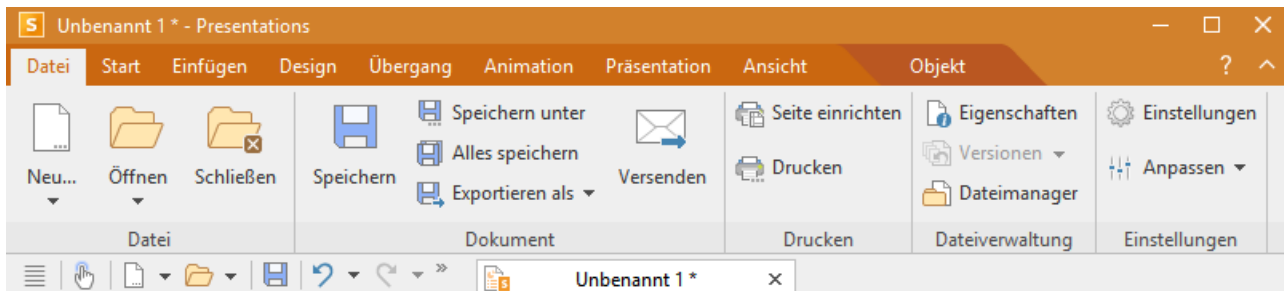 S Unbenannt 1 * - Presentations
Datei Start Einfügen Design Übergang Animation Präsentation Ansicht Objekt ?
Neu...
Öffnen
Schließen
Speichern
Speichern unter
Alles speichern
Exportieren als
Versenden
Seite einrichten
Drucken
Eigenschaften
Versionen
Dateimanager
Einstellungen
Anpassen
Datei Dokument Drucken Dateiverwaltung Einstellungen
» S Unbenannt 1 * ×